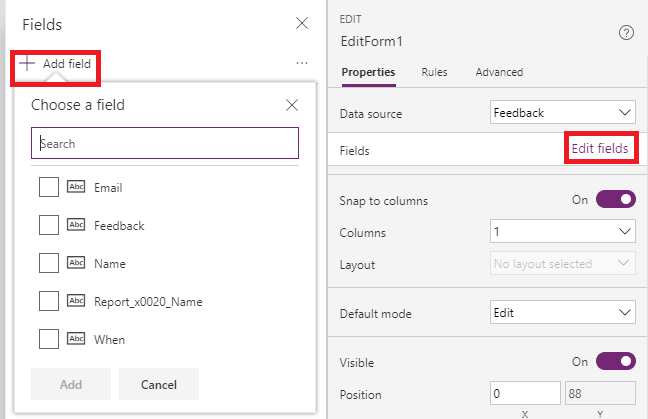 Fields
Add field
Choose a field
Search
Abc Email
Abc Feedback
Abc Name
Abc Report_x0020_Name
Abc When
Add Cancel
EDIT
EditForm1
?
Properties Rules Advanced
Data source Feedback
Fields Edit fields
Snap to columns On
Columns 1
Layout No layout selected
Default mode Edit
Visible On
Position 0 88
X Y